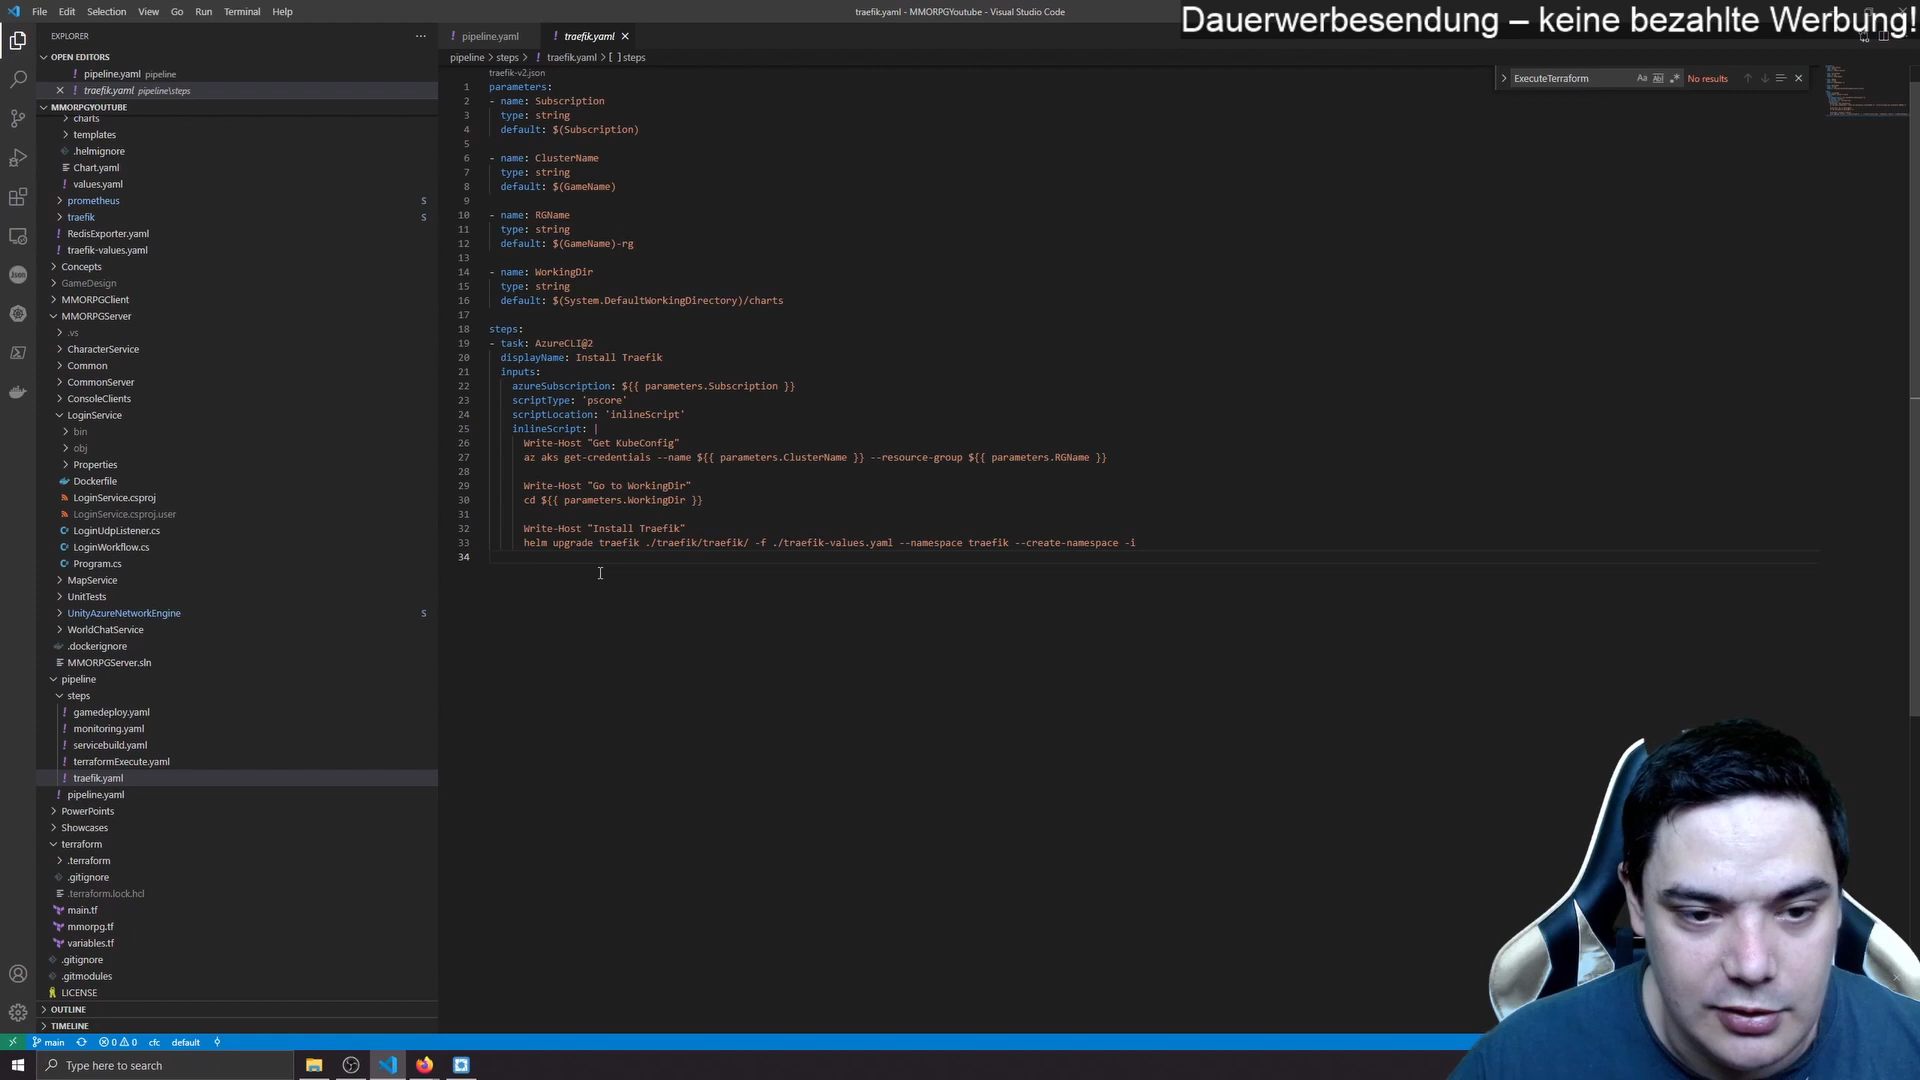 File Edit Selection View Go Run Terminal Help
traefik.yaml - MMORPGYoutube - Visual Studio Code
Dauerwerbesendung – keine bezahlte Werbung!
EXPLORER
OPEN EDITORS
pipeline.yaml pipeline
traefik.yaml pipeline\steps
MMORPGYOUTUBE
charts
templates
.helmignore
Chart.yaml
values.yaml
prometheus S
traefik S
RedisExporter.yaml
traefik-values.yaml
Concepts
GameDesign
MMORPGClient
MMORPGServer
.vs
CharacterService
Common
CommonServer
ConsoleClients
LoginService
bin
obj
Properties
Dockerfile
LoginService.csproj
LoginService.csproj.user
LoginUdpListener.cs
LoginWorkflow.cs
Program.cs
MapService
UnitTests
UnityAzureNetworkEngine S
WorldChatService
.dockerignore
MMORPGServer.sln
pipeline
steps
gamedeploy.yaml
monitoring.yaml
servicebuild.yaml
terraformExecute.yaml
traefik.yaml
pipeline.yaml
PowerPoints
Showcases
terraform
.terraform
.gitignore
.terraform.lock.hcl
main.tf
mmorpg.tf
variables.tf
.gitignore
.gitmodules
LICENSE
OUTLINE
TIMELINE
pipeline.yaml traefik.yaml
pipeline > steps > traefik.yaml > [ ] steps
ExecuteTerraform Aa Abl .* No results
traefik-v2.json
1 parameters:
2 - name: Subscription
3 type: string
4 default: $(Subscription)
5
6 - name: ClusterName
7 type: string
8 default: $(GameName)
9
10 - name: RGName
11 type: string
12 default: $(GameName)-rg
13
14 - name: WorkingDir
15 type: string
16 default: $(System.DefaultWorkingDirectory)/charts
17
18 steps:
19 - task: AzureCLI@2
20 displayName: Install Traefik
21 inputs:
22 azureSubscription: ${{ parameters.Subscription }}
23 scriptType: 'pscore'
24 scriptLocation: 'inlineScript'
25 inlineScript: |
26 Write-Host "Get KubeConfig"
27 az aks get-credentials --name ${{ parameters.ClusterName }} --resource-group ${{ parameters.RGName }}
28
29 Write-Host "Go to WorkingDir"
30 cd ${{ parameters.WorkingDir }}
31
32 Write-Host "Install Traefik"
33 helm upgrade traefik ./traefik/traefik/ -f ./traefik-values.yaml --namespace traefik --create-namespace -i
34
main 0 0 cfc default
Type here to search